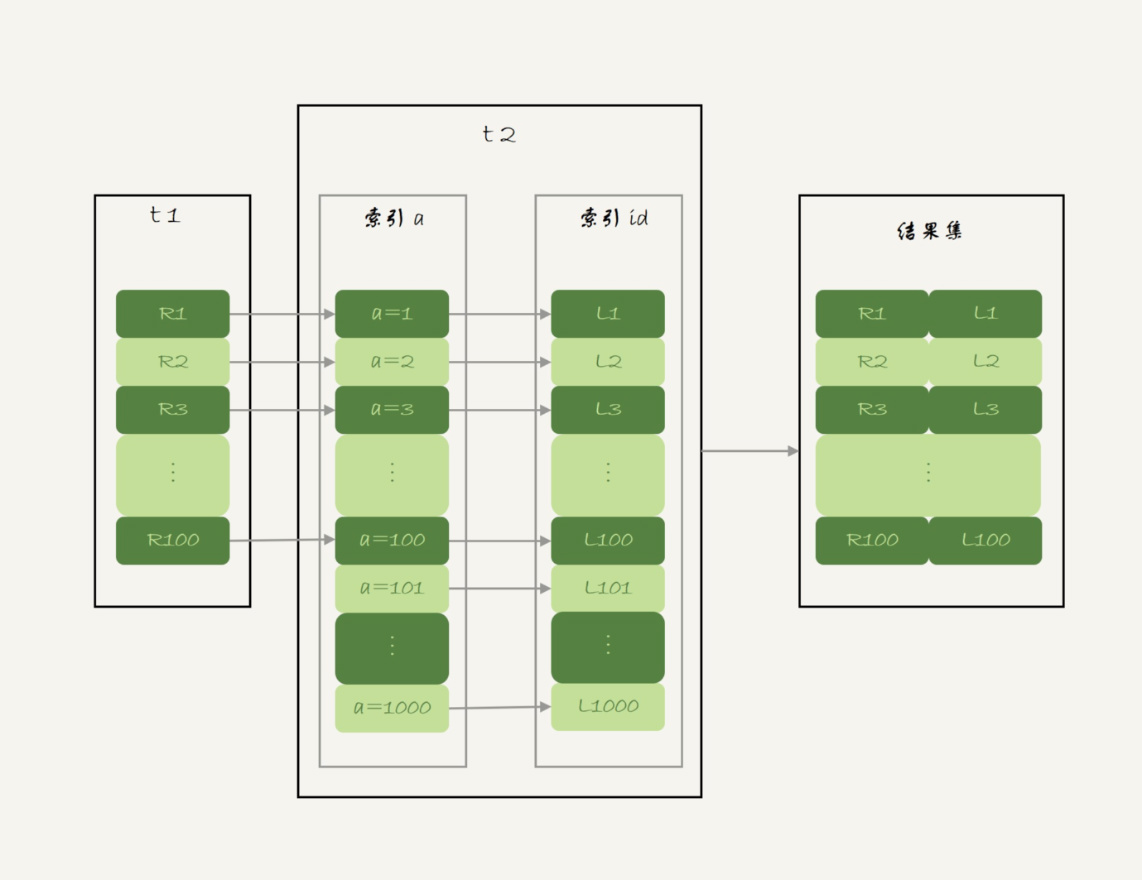 t2
t1
索引 a
索引 id
结果集
R1
a=1
L1
R1
L1
R2
a=2
L2
R2
L2
R3
a=3
L3
R3
L3
⋮
⋮
⋮
⋮
R100
a=100
L100
R100
L100
a=101
L101
⋮
⋮
a=1000
L1000